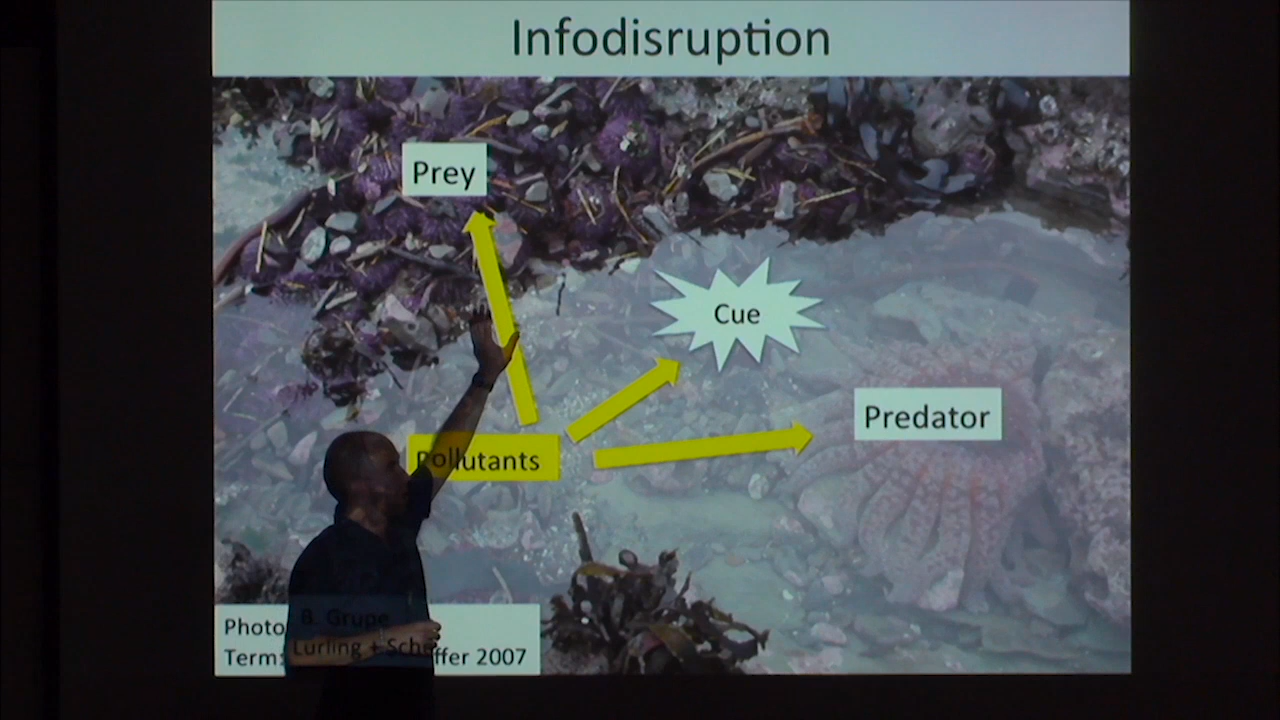 Infodisruption
Prey
Cue
Predator
Pollutants
Photo B. Grupe
Term: Lurling + Scheffer 2007